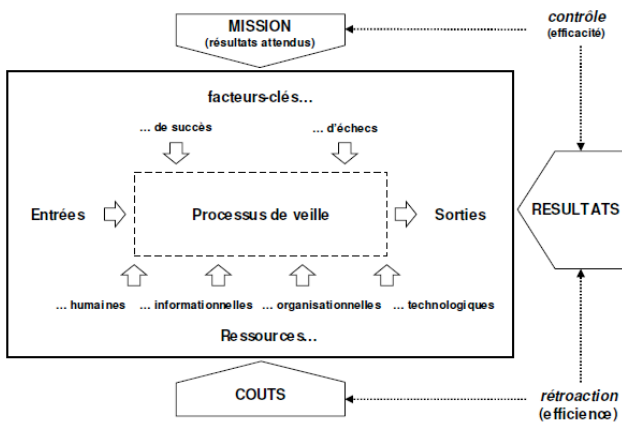 MISSION
(résultats attendus)
contrôle
(efficacité)
facteurs-clés...
... de succès
... d'échecs
Entrées
Processus de veille
Sorties
RESULTATS
... humaines
... informationnelles
... organisationnelles
... technologiques
Ressources...
COUTS
rétroaction
(efficience)